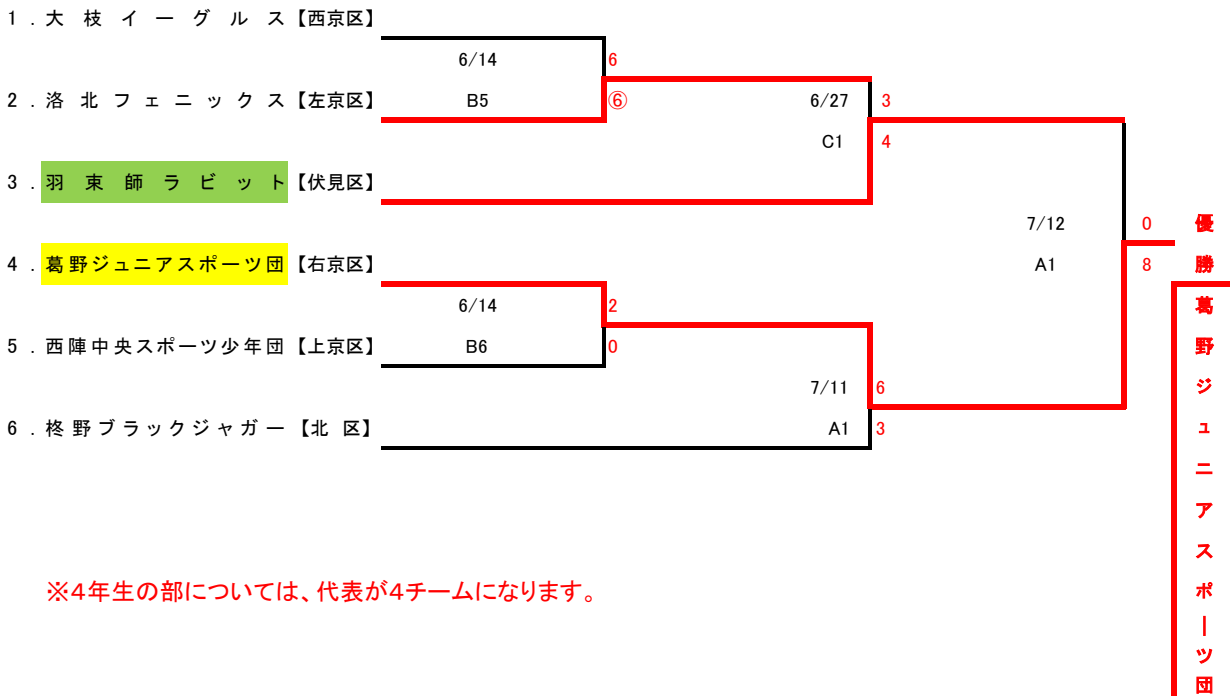 1．大枝イーグルス【西京区】
6/14 6
2．洛北フェニックス【左京区】 B5 ⑥ 6/27 3
C1 4
3．羽束師ラビット【伏見区】
7/12 0
4．葛野ジュニアスポーツ団【右京区】 A1 8
6/14 2
5．西陣中央スポーツ少年団【上京区】 B6 0
7/11 6
6．柊野ブラックジャガー【北 区】 A1 3
優勝葛野ジュニアスポーツ団
※4年生の部については、代表が4チームになります。